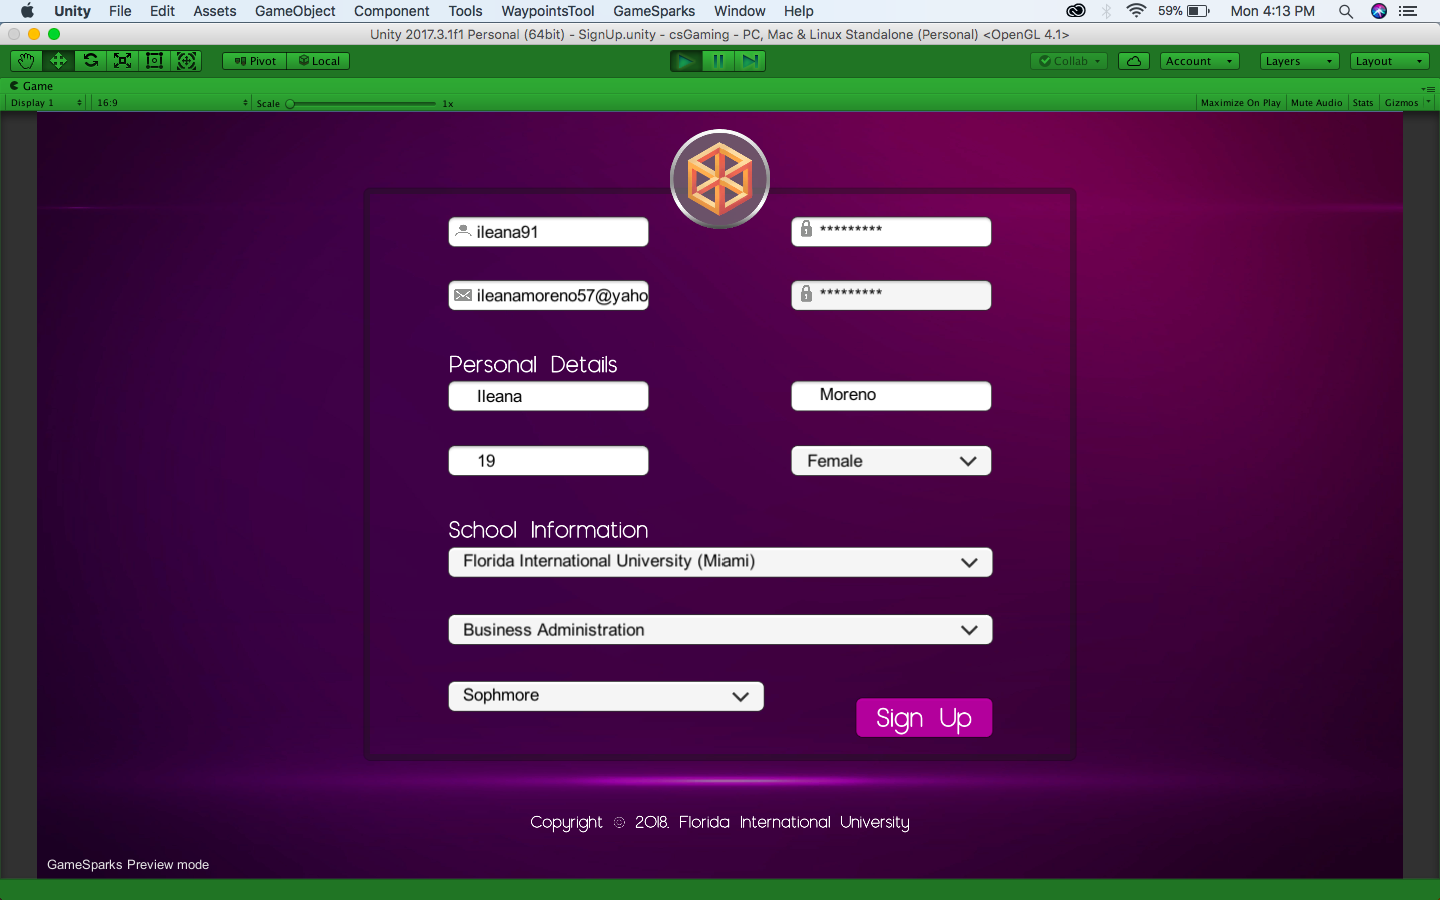 Unity File Edit Assets GameObject Component Tools WaypointsTool GameSparks Window Help 59% Mon 4:13 PM
Unity 2017.3.1f1 Personal (64bit) - SignUp.unity - csGaming - PC, Mac & Linux Standalone (Personal) <OpenGL 4.1>
Pivot Local Collab Account Layers Layout
Game
Display 1 16:9 Scale 1x Maximize On Play Mute Audio Stats Gizmos
ileana91 *********
ileanamoreno57@yaho *********
Personal Details
Ileana Moreno
19 Female
School Information
Florida International University (Miami)
Business Administration
Sophmore
Sign Up
Copyright © 2018. Florida International University
GameSparks Preview mode